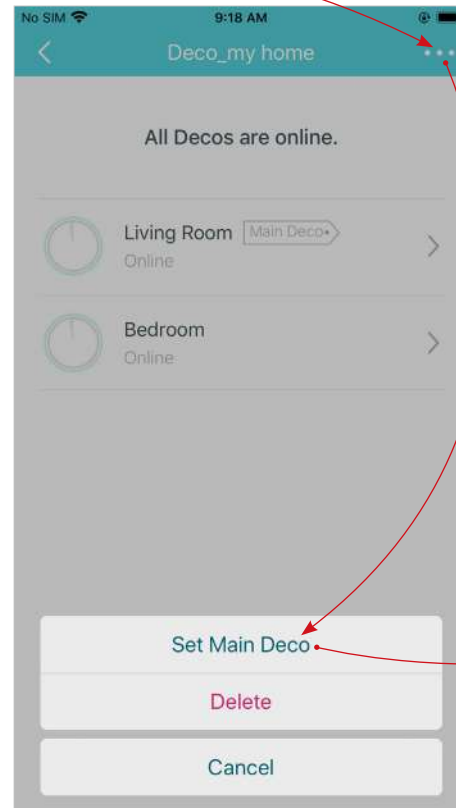 No SIM 9:18 AM
Deco_my home
All Decos are online.
Living Room Main Deco
Online
Bedroom
Online
Set Main Deco
Delete
Cancel